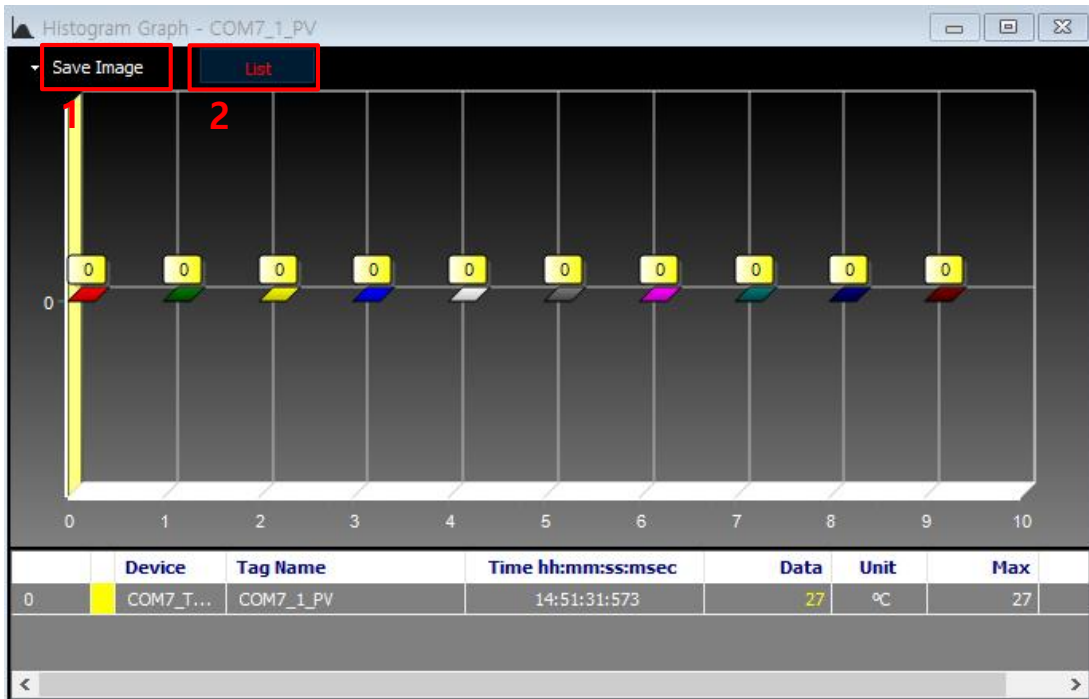 Histogram Graph - COM7_1_PV
Save Image List
1 2
0 0 0 0 0 0 0 0 0 0
0
0 1 2 3 4 5 6 7 8 9 10
Device Tag Name Time hh:mm:ss:msec Data Unit Max
0 COM7_T... COM7_1_PV 14:51:31:573 27 ºC 27